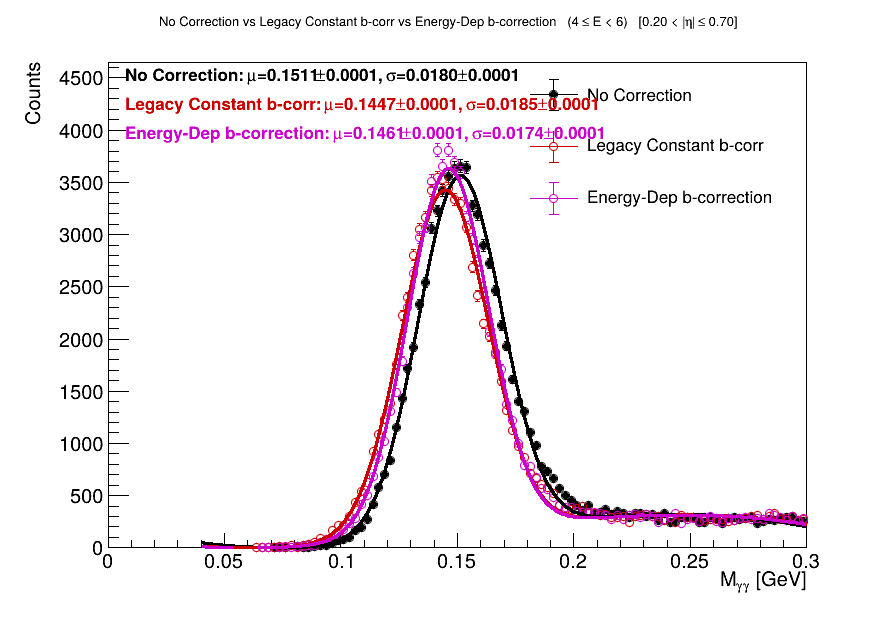 No Correction vs Legacy Constant b-corr vs Energy-Dep b-correction (4 ≤ E < 6) [0.20 < |η| ≤ 0.70]
Counts
No Correction: μ=0.1511±0.0001, σ=0.0180±0.0001
Legacy Constant b-corr: μ=0.1447±0.0001, σ=0.0185±0.0001
Energy-Dep b-correction: μ=0.1461±0.0001, σ=0.0174±0.0001
No Correction
Legacy Constant b-corr
Energy-Dep b-correction
4500
4000
3500
3000
2500
2000
1500
1000
500
0
0 0.05 0.1 0.15 0.2 0.25 0.3
Mγγ [GeV]